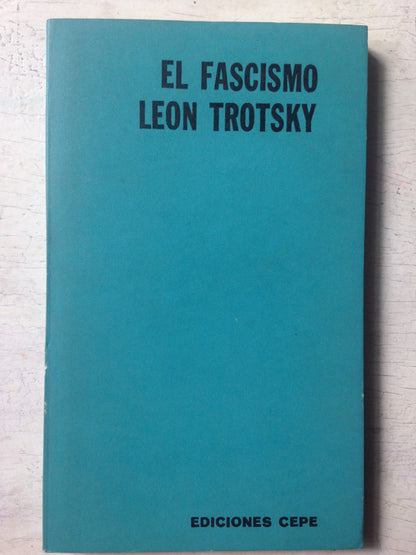 EL FASCISMO
LEON TROTSKY
EDICIONES CEPE